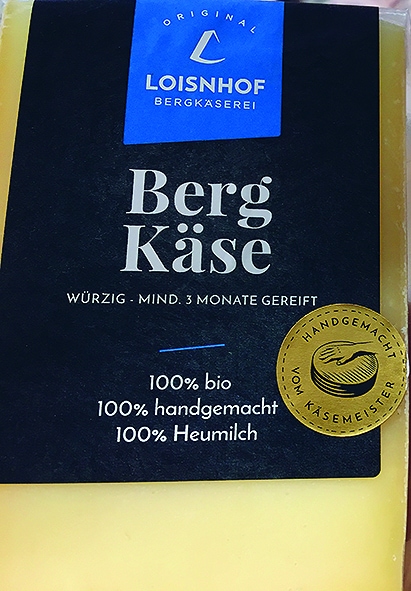 ORIGINAL
LOISNHOF
BERGKÄSEREI
Berg
Käse
WÜRZIG - MIND. 3 MONATE GEREIFT
HANDGEMACHT
VOM KÄSEMEISTER
100% bio
100% handgemacht
100% Heumilch